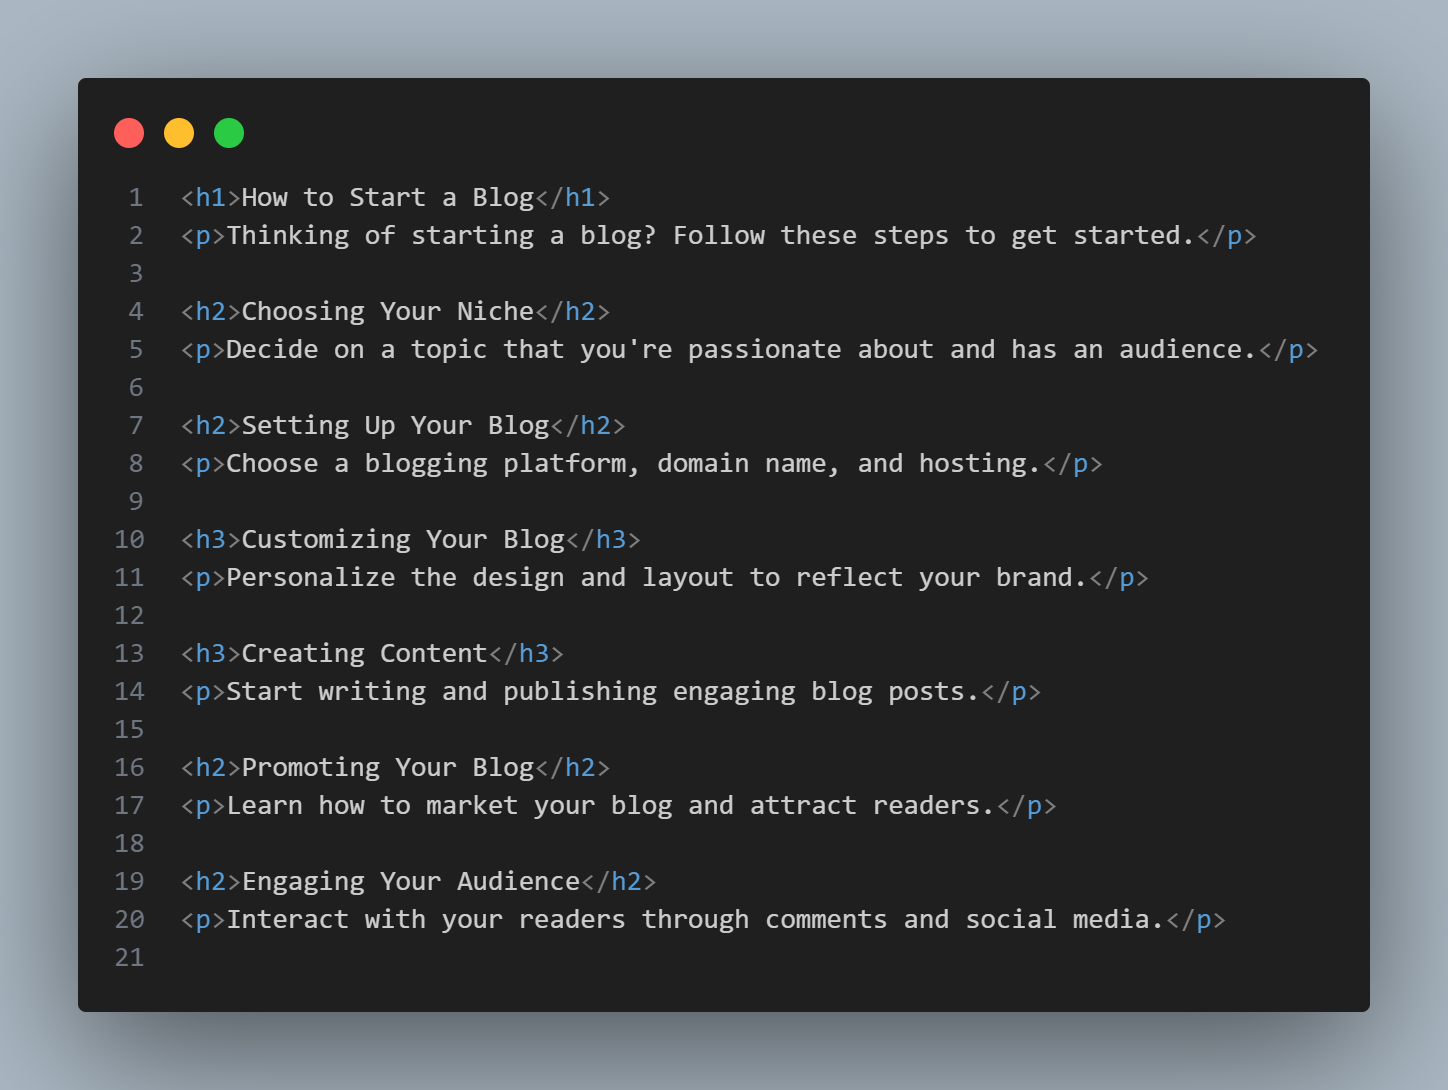 1 <h1>How to Start a Blog</h1>
2 <p>Thinking of starting a blog? Follow these steps to get started.</p>
3
4 <h2>Choosing Your Niche</h2>
5 <p>Decide on a topic that you're passionate about and has an audience.</p>
6
7 <h2>Setting Up Your Blog</h2>
8 <p>Choose a blogging platform, domain name, and hosting.</p>
9
10 <h3>Customizing Your Blog</h3>
11 <p>Personalize the design and layout to reflect your brand.</p>
12
13 <h3>Creating Content</h3>
14 <p>Start writing and publishing engaging blog posts.</p>
15
16 <h2>Promoting Your Blog</h2>
17 <p>Learn how to market your blog and attract readers.</p>
18
19 <h2>Engaging Your Audience</h2>
20 <p>Interact with your readers through comments and social media.</p>
21